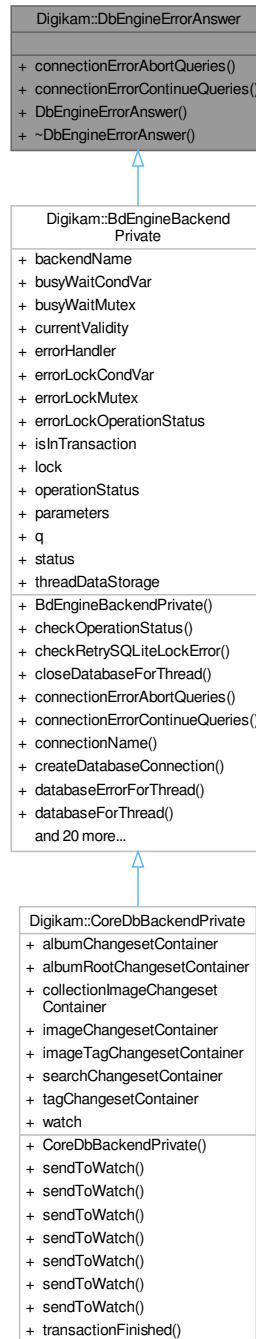 Digikam::DbEngineErrorAnswer
+ connectionErrorAbortQueries()
+ connectionErrorContinueQueries()
+ DbEngineErrorAnswer()
+ ~DbEngineErrorAnswer()
Digikam::BdEngineBackend
Private
+ backendName
+ busyWaitCondVar
+ busyWaitMutex
+ currentValidity
+ errorHandler
+ errorLockCondVar
+ errorLockMutex
+ errorLockOperationStatus
+ isInTransaction
+ lock
+ operationStatus
+ parameters
+ q
+ status
+ threadDataStorage
+ BdEngineBackendPrivate()
+ checkOperationStatus()
+ checkRetrySQLiteLockError()
+ closeDatabaseForThread()
+ connectionErrorAbortQueries()
+ connectionErrorContinueQueries()
+ connectionName()
+ createDatabaseConnection()
+ databaseErrorForThread()
+ databaseForThread()
and 20 more...
Digikam::CoreDbBackendPrivate
+ albumChangesetContainer
+ albumRootChangesetContainer
+ collectionImageChangeset
Container
+ imageChangesetContainer
+ imageTagChangesetContainer
+ searchChangesetContainer
+ tagChangesetContainer
+ watch
+ CoreDbBackendPrivate()
+ sendToWatch()
+ sendToWatch()
+ sendToWatch()
+ sendToWatch()
+ sendToWatch()
+ sendToWatch()
+ sendToWatch()
+ transactionFinished()